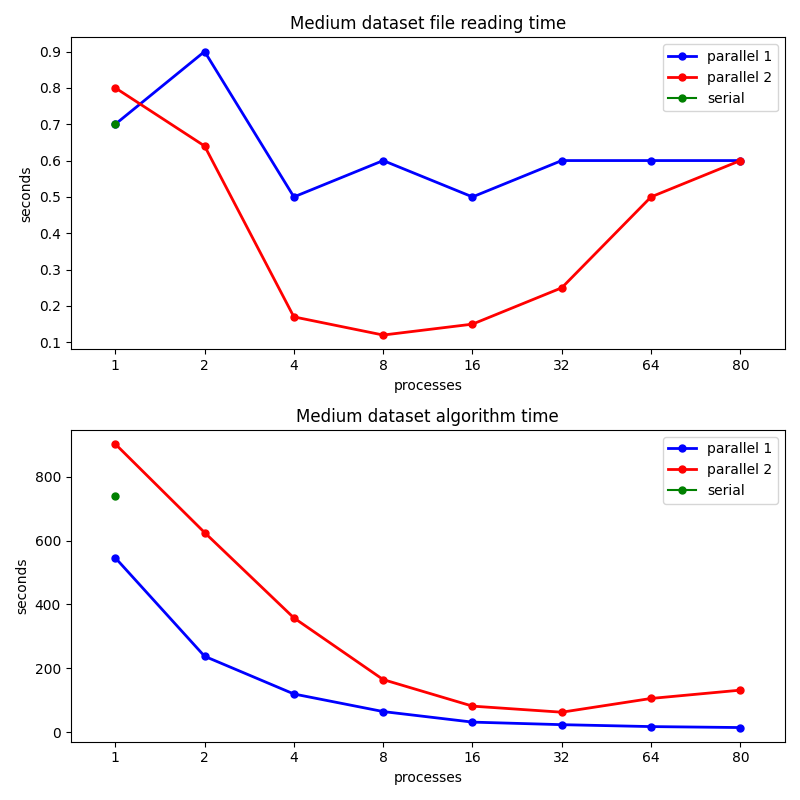 Medium dataset file reading time
parallel 1
parallel 2
serial
seconds
0.9
0.8
0.7
0.6
0.5
0.4
0.3
0.2
0.1
1 2 4 8 16 32 64 80
processes
Medium dataset algorithm time
parallel 1
parallel 2
serial
seconds
800
600
400
200
0
1 2 4 8 16 32 64 80
processes